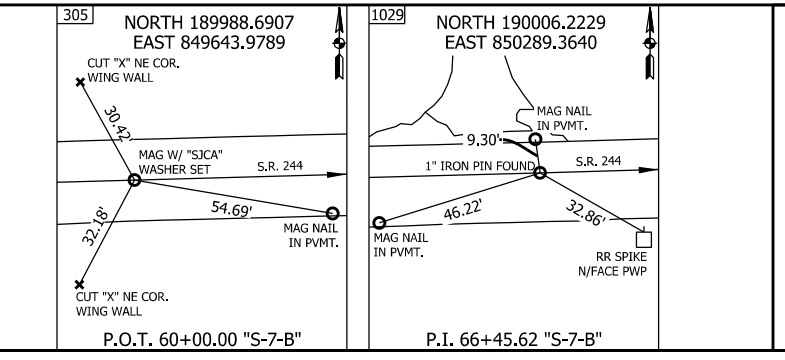 305
NORTH 189988.6907
EAST 849643.9789
CUT "X" NE COR.
WING WALL
30.42'
MAG W/ "SJCA"
WASHER SET
S.R. 244
54.69'
32.18'
MAG NAIL
IN PVMT.
CUT "X" NE COR.
WING WALL
P.O.T. 60+00.00 "S-7-B"
1029
NORTH 190006.2229
EAST 850289.3640
MAG NAIL
IN PVMT.
9.30'
1" IRON PIN FOUND
S.R. 244
46.22'
32.86'
MAG NAIL
IN PVMT.
RR SPIKE
N/FACE PWP
P.I. 66+45.62 "S-7-B"